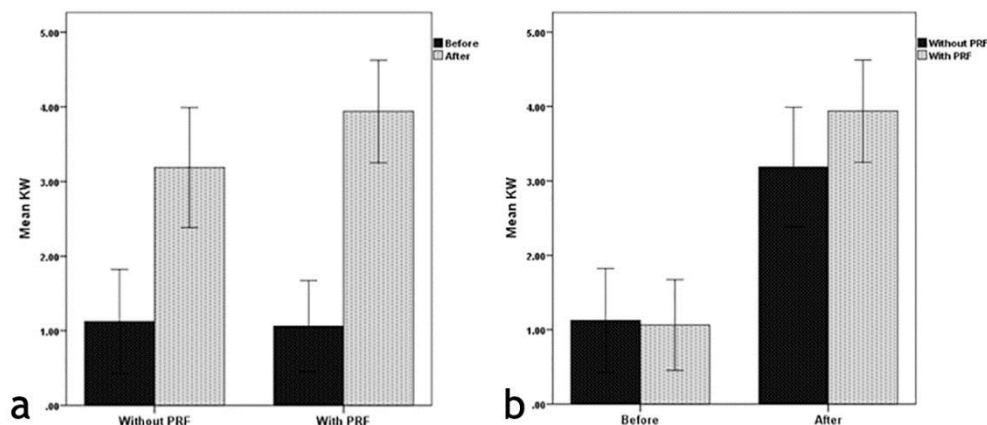 5.00
4.00
3.00
2.00
1.00
.00
Mean KW
Without PRF
With PRF
Before
After
a
5.00
4.00
3.00
2.00
1.00
.00
Mean KW
Before
After
Without PRF
With PRF
b